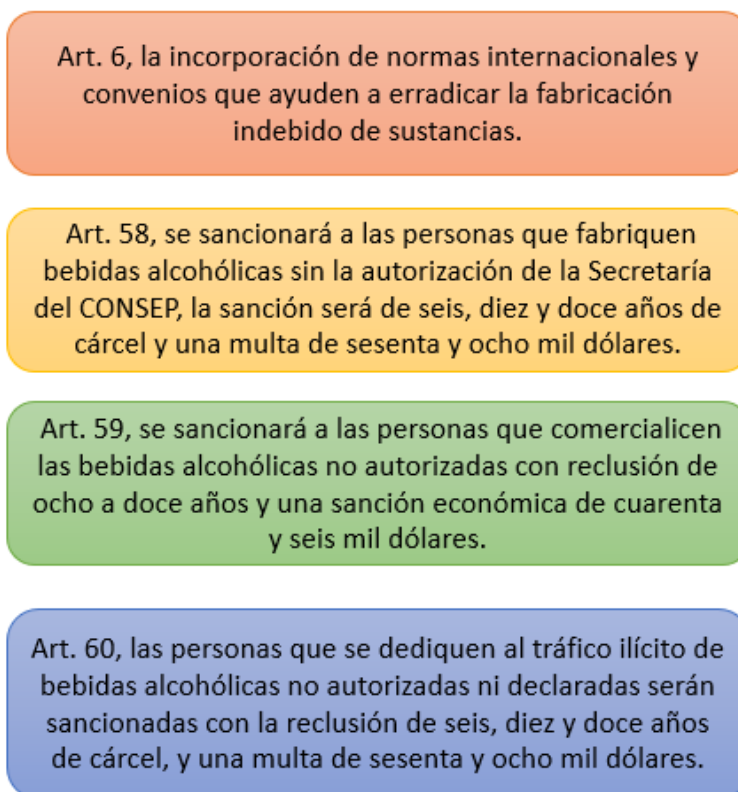 Art. 6, la incorporación de normas internacionales y
convenios que ayuden a erradicar la fabricación
indebido de sustancias.
Art. 58, se sancionará a las personas que fabriquen
bebidas alcohólicas sin la autorización de la Secretaría
del CONSEP, la sanción será de seis, diez y doce años de
cárcel y una multa de sesenta y ocho mil dólares.
Art. 59, se sancionará a las personas que comercialicen
las bebidas alcohólicas no autorizadas con reclusión de
ocho a doce años y una sanción económica de cuarenta
y seis mil dólares.
Art. 60, las personas que se dediquen al tráfico ilícito de
bebidas alcohólicas no autorizadas ni declaradas serán
sancionadas con la reclusión de seis, diez y doce años
de cárcel, y una multa de sesenta y ocho mil dólares.